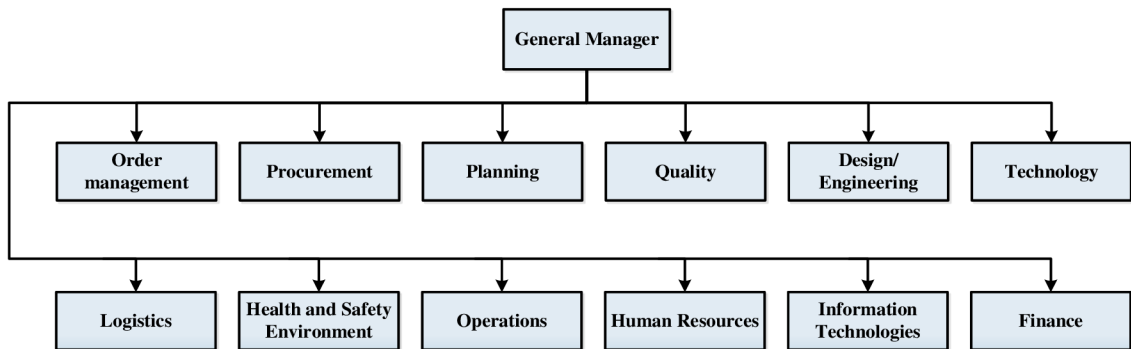 General Manager
Order
management
Procurement
Planning
Quality
Design/
Engineering
Technology
Logistics
Health and Safety
Environment
Operations
Human Resources
Information
Technologies
Finance